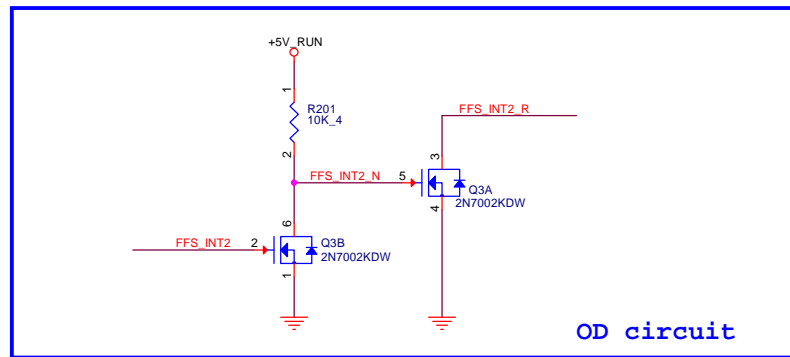 +5V_RUN
1
R201
10K_4
2
FFS_INT2_R
3
FFS_INT2_N
5
Q3A
4
2N7002KDW
6
FFS_INT2
2
Q3B
2N7002KDW
1
OD circuit